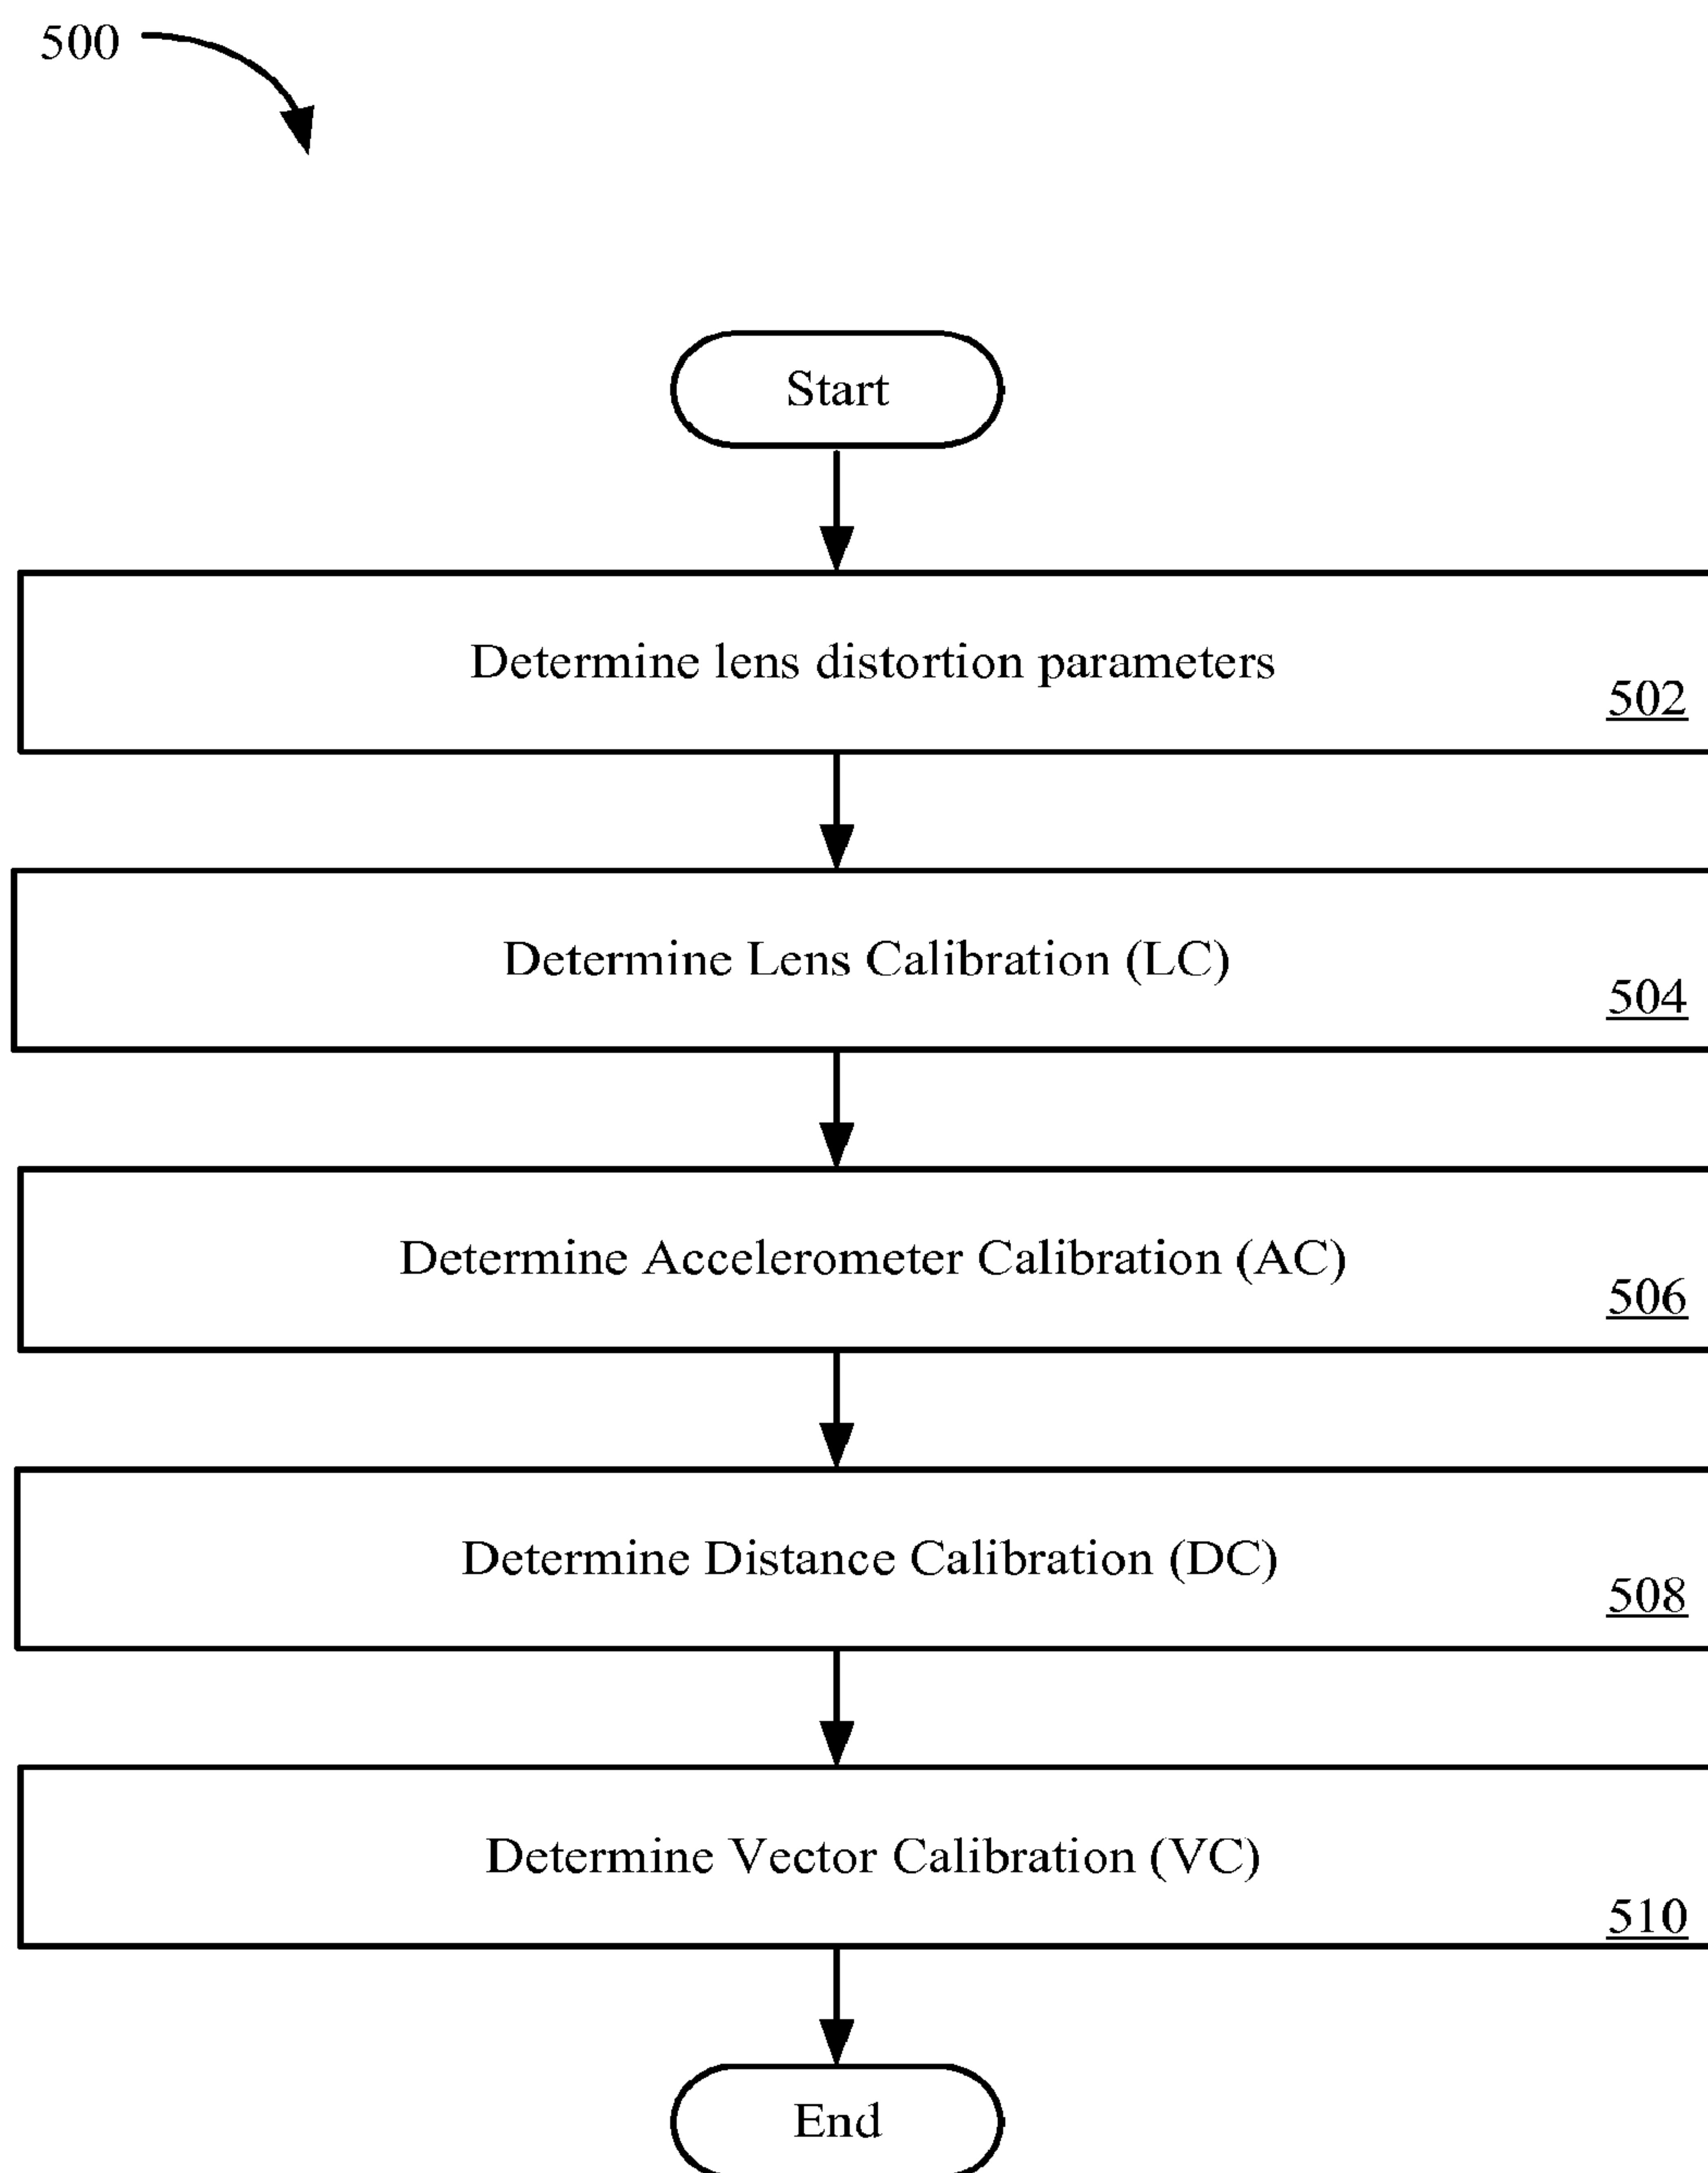 500
Start
Determine lens distortion parameters
502
Determine Lens Calibration (LC)
504
Determine Accelerometer Calibration (AC)
506
Determine Distance Calibration (DC)
508
Determine Vector Calibration (VC)
510
End